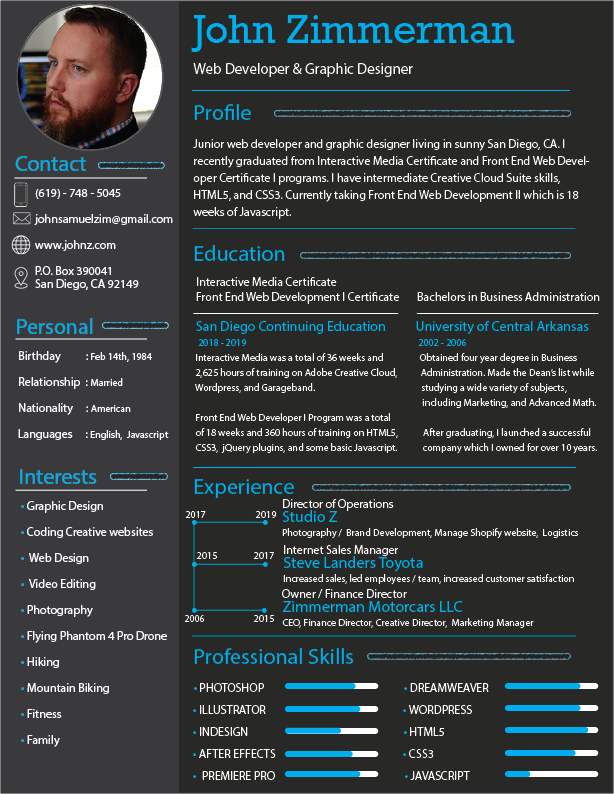 John Zimmerman
Web Developer & Graphic Designer
Contact
(619) - 748 - 5045
johnsamuelzim@gmail.com
www.johnz.com
P.O. Box 390041
San Diego, CA 92149
Personal
Birthday : Feb 14th, 1984
Relationship : Married
Nationality : American
Languages : English, Javascript
Interests
• Graphic Design
• Coding Creative websites
• Web Design
• Video Editing
• Photography
• Flying Phantom 4 Pro Drone
• Hiking
• Mountain Biking
• Fitness
• Family
Profile
Junior web developer and graphic designer living in sunny San Diego, CA. I
recently graduated from Interactive Media Certificate and Front End Web Devel-
oper Certificate I programs. I have intermediate Creative Cloud Suite skills,
HTML5, and CSS3. Currently taking Front End Web Development II which is 18
weeks of Javascript.
Education
Interactive Media Certificate
Front End Web Development I Certificate
San Diego Continuing Education
2018 - 2019
Interactive Media was a total of 36 weeks and
2,625 hours of training on Adobe Creative Cloud,
Wordpress, and Garageband.
Front End Web Developer I Program was a total
of 18 weeks and 360 hours of training on HTML5,
CSS3, jQuery plugins, and some basic Javascript.
Bachelors in Business Administration
University of Central Arkansas
2002 - 2006
Obtained four year degree in Business
Administration. Made the Dean's list while
studying a wide variety of subjects,
including Marketing, and Advanced Math.
After graduating, I launched a successful
company which I owned for over 10 years.
Experience
2017 2019
Director of Operations
Studio Z
Photography / Brand Development, Manage Shopify website, Logistics
2015 2017
Internet Sales Manager
Steve Landers Toyota
Increased sales, led employees / team, increased customer satisfaction
2006 2015
Owner / Finance Director
Zimmerman Motorcars LLC
CEO, Finance Director, Creative Director, Marketing Manager
Professional Skills
• PHOTOSHOP
• ILLUSTRATOR
• INDESIGN
• AFTER EFFECTS
• PREMIERE PRO
• DREAMWEAVER
• WORDPRESS
• HTML5
• CSS3
• JAVASCRIPT